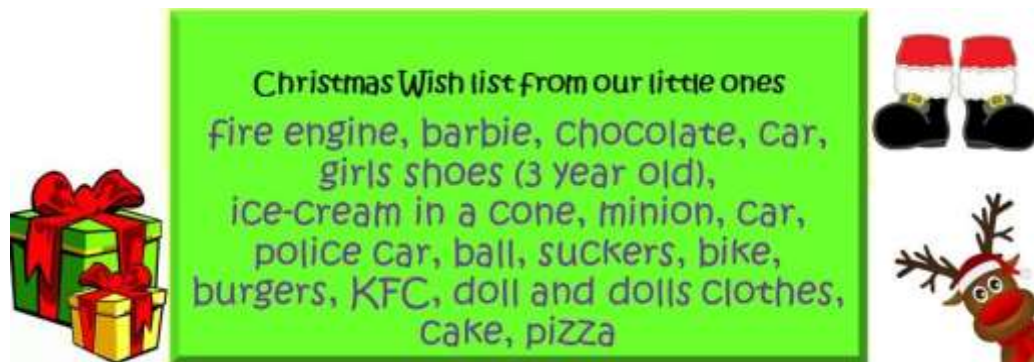 Christmas Wish list from our little ones
fire engine, barbie, chocolate, car,
girls shoes (3 year old),
ice-cream in a cone, minion, car,
police car, ball, suckers, bike,
burgers, KFC, doll and dolls clothes,
cake, pizza